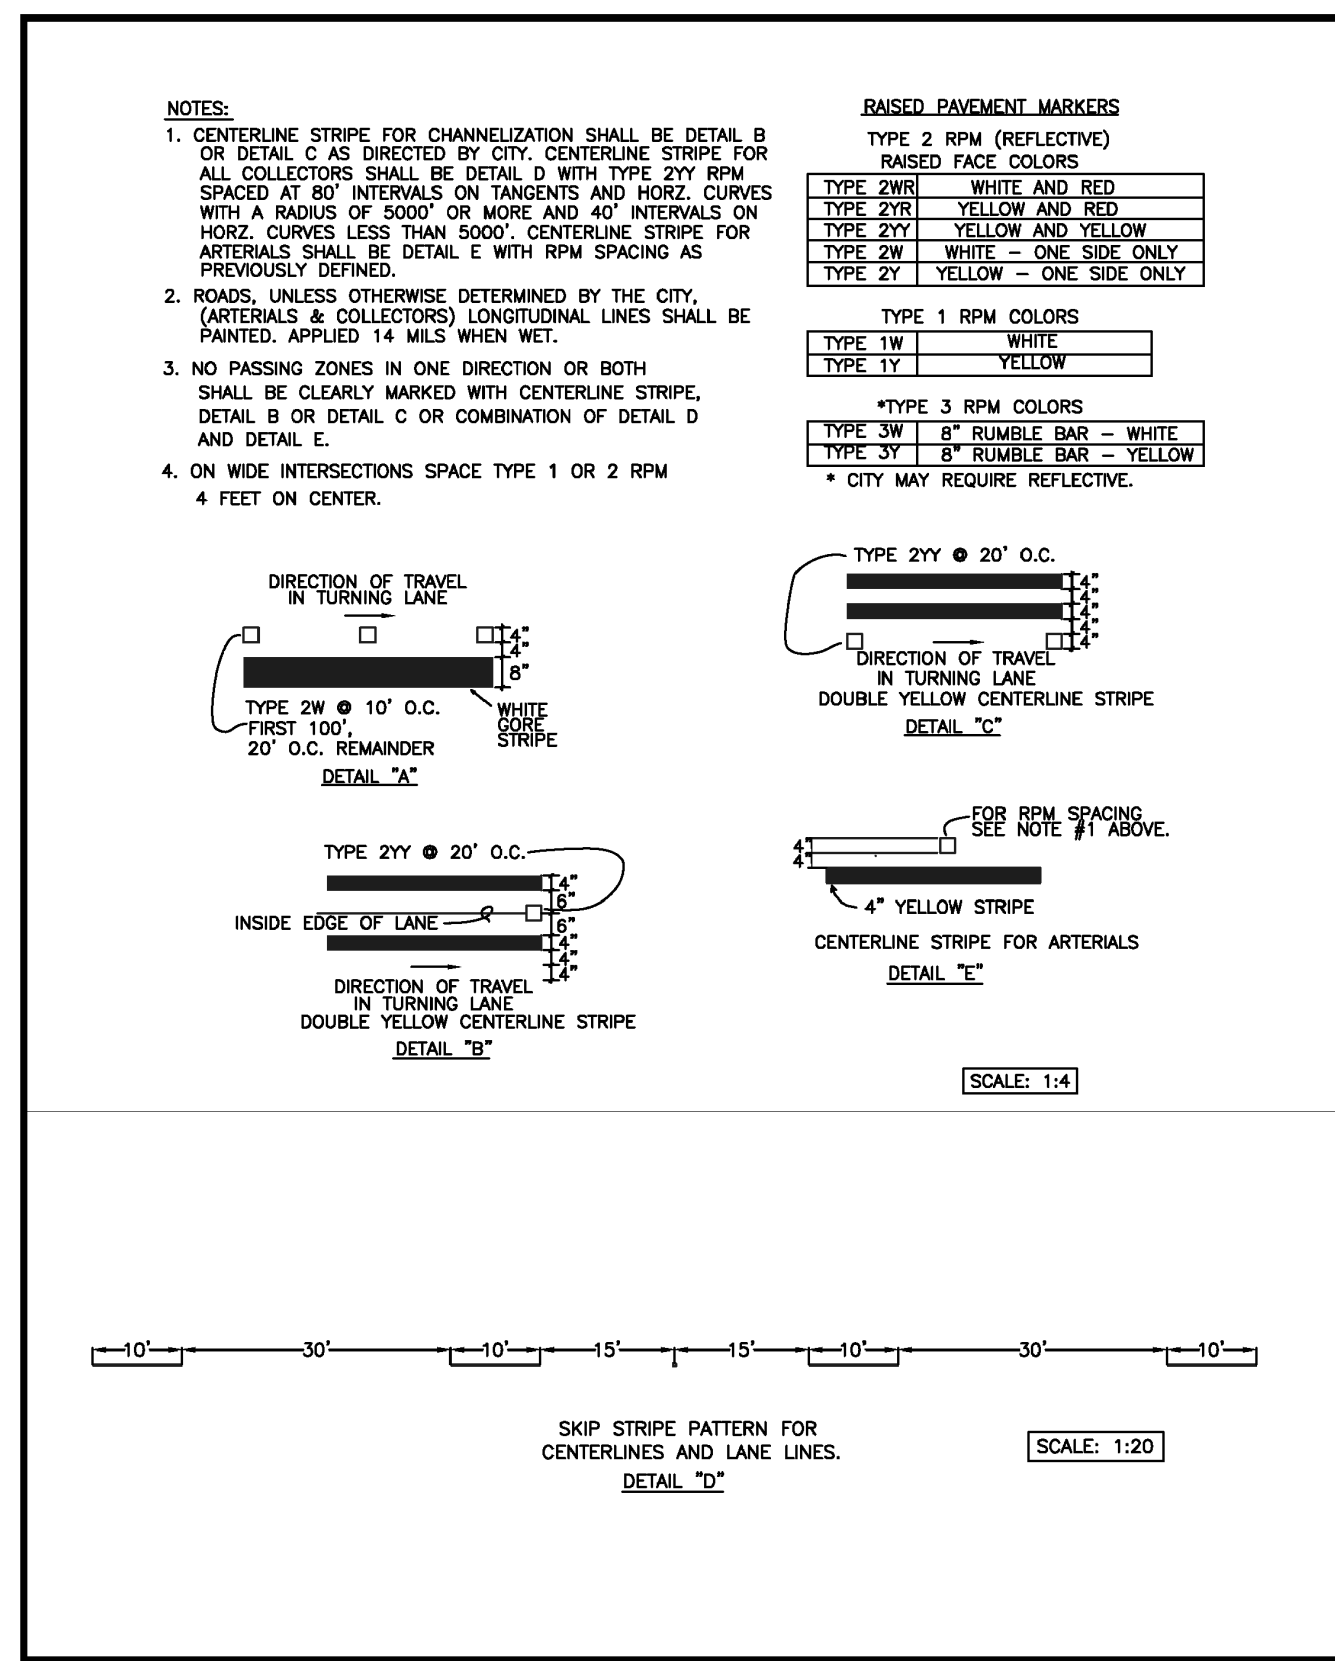 NOTES:
1. CENTERLINE STRIPE FOR CHANNELIZATION SHALL BE DETAIL B
OR DETAIL C AS DIRECTED BY CITY. CENTERLINE STRIPE FOR
ALL COLLECTORS SHALL BE DETAIL D WITH TYPE 2YY RPM
SPACED AT 80' INTERVALS ON TANGENTS AND HORZ. CURVES
WITH A RADIUS OF 5000' OR MORE AND 40' INTERVALS ON
HORZ. CURVES LESS THAN 5000'. CENTERLINE STRIPE FOR
ARTERIALS SHALL BE DETAIL E WITH RPM SPACING AS
PREVIOUSLY DEFINED.
2. ROADS, UNLESS OTHERWISE DETERMINED BY THE CITY,
(ARTERIALS & COLLECTORS) LONGITUDINAL LINES SHALL BE
PAINTED. APPLIED 14 MILS WHEN WET.
3. NO PASSING ZONES IN ONE DIRECTION OR BOTH
SHALL BE CLEARLY MARKED WITH CENTERLINE STRIPE,
DETAIL B OR DETAIL C OR COMBINATION OF DETAIL D
AND DETAIL E.
4. ON WIDE INTERSECTIONS SPACE TYPE 1 OR 2 RPM
4 FEET ON CENTER.
RAISED PAVEMENT MARKERS
TYPE 2 RPM (REFLECTIVE)
RAISED FACE COLORS
TYPE 2WR WHITE AND RED
TYPE 2YR YELLOW AND RED
TYPE 2YY YELLOW AND YELLOW
TYPE 2W WHITE - ONE SIDE ONLY
TYPE 2Y YELLOW - ONE SIDE ONLY
TYPE 1 RPM COLORS
TYPE 1W WHITE
TYPE 1Y YELLOW
*TYPE 3 RPM COLORS
TYPE 3W 8" RUMBLE BAR - WHITE
TYPE 3Y 8" RUMBLE BAR - YELLOW
* CITY MAY REQUIRE REFLECTIVE.
DIRECTION OF TRAVEL
IN TURNING LANE
4"
4"
8"
TYPE 2W @ 10' O.C.
FIRST 100',
20' O.C. REMAINDER
WHITE
GORE
STRIPE
DETAIL "A"
TYPE 2YY @ 20' O.C.
4"
4"
4"
4"
4"
DIRECTION OF TRAVEL
IN TURNING LANE
DOUBLE YELLOW CENTERLINE STRIPE
DETAIL "C"
TYPE 2YY @ 20' O.C.
4"
6"
INSIDE EDGE OF LANE
6"
4"
4"
4"
DIRECTION OF TRAVEL
IN TURNING LANE
DOUBLE YELLOW CENTERLINE STRIPE
DETAIL "B"
FOR RPM SPACING
SEE NOTE #1 ABOVE.
4"
4"
4" YELLOW STRIPE
CENTERLINE STRIPE FOR ARTERIALS
DETAIL "E"
SCALE: 1:4
10' 30' 10' 15' 15' 10' 30' 10'
SKIP STRIPE PATTERN FOR
CENTERLINES AND LANE LINES.
DETAIL "D"
SCALE: 1:20